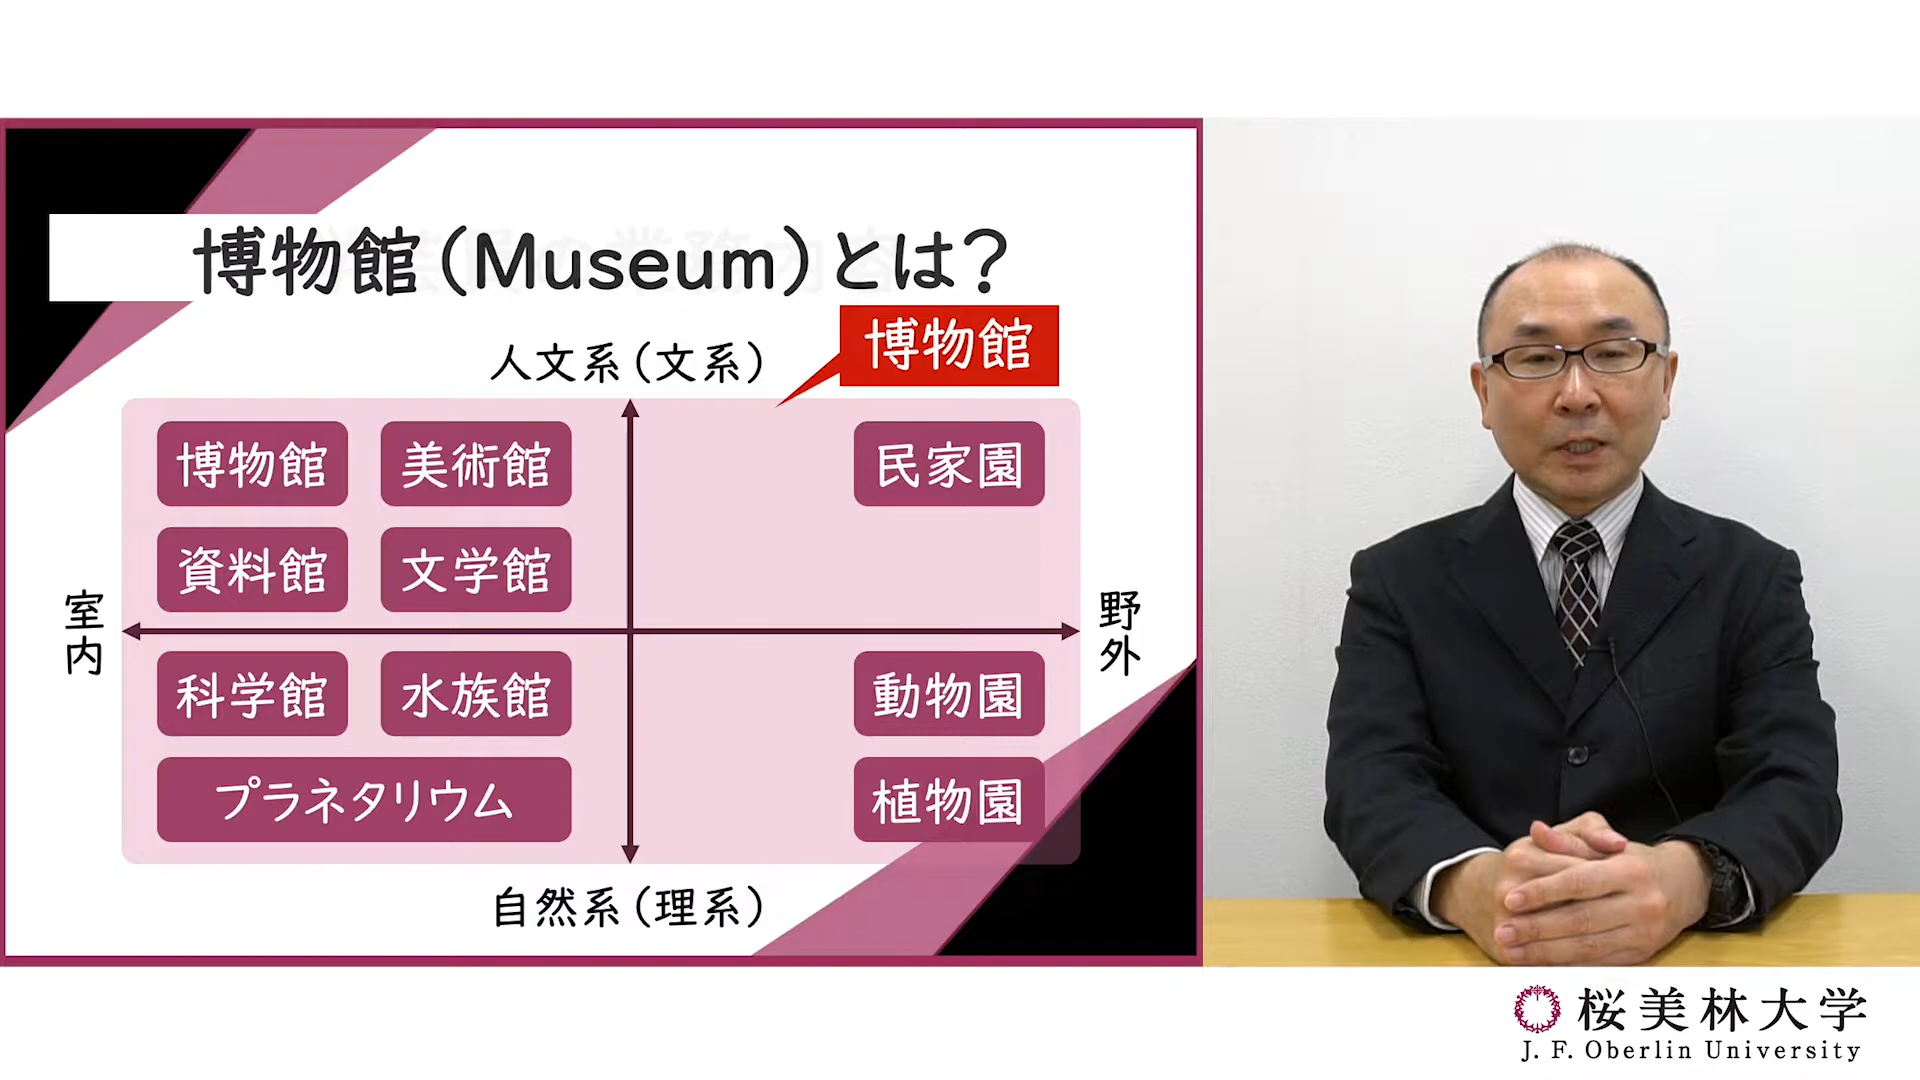 博物館（Museum）とは？
人文系（文系）
博物館
博物館
美術館
民家園
資料館
文学館
室内
野外
科学館
水族館
動物園
プラネタリウム
植物園
自然系（理系）
桜美林大学
J. F. Oberlin University